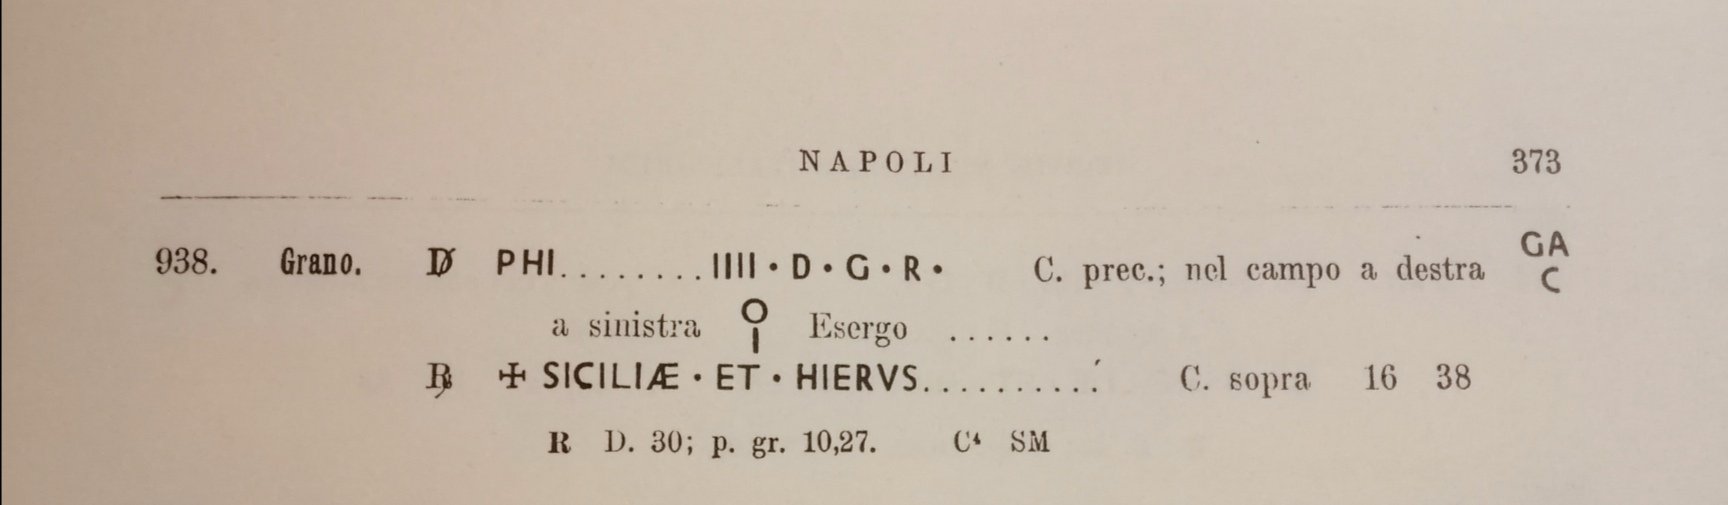 NAPOLI 373
938. Grano. D PHI........IIII · D · G · R · C. prec.; nel campo a destra GA C
a sinistra O I Esergo ......
R ✠ SICILIÆ · ET · HIERVS.......... C. sopra 16 38
R D. 30; p. gr. 10,27. C⁴ SM